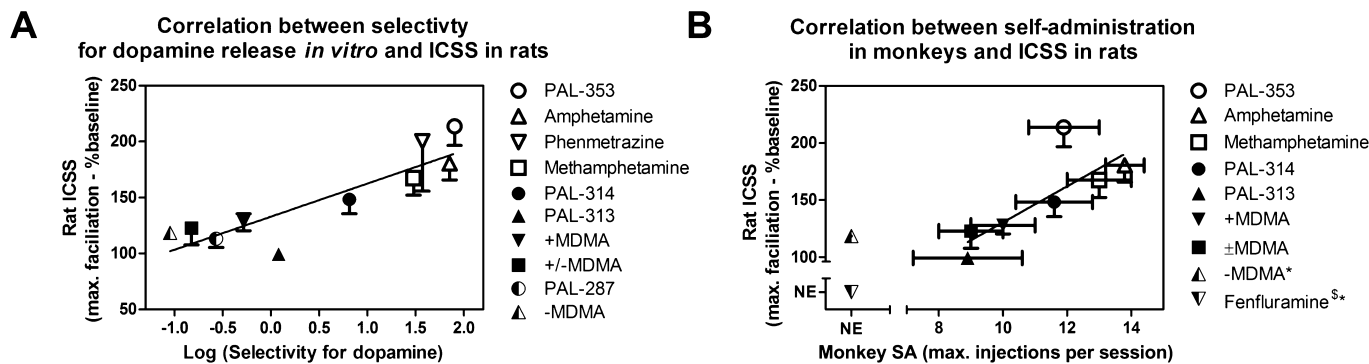 A
Correlation between selectivty
for dopamine release in vitro and ICSS in rats
Rat ICSS
(max. faciliation - %baseline)
250
200
150
100
50
-1.0 -0.5 0.0 0.5 1.0 1.5 2.0
Log (Selectivity for dopamine)
PAL-353
Amphetamine
Phenmetrazine
Methamphetamine
PAL-314
PAL-313
+MDMA
+/-MDMA
PAL-287
-MDMA
B
Correlation between self-administration
in monkeys and ICSS in rats
Rat ICSS
(max. faciliation - %baseline)
250
200
150
100
NE
NE 8 10 12 14
Monkey SA (max. injections per session)
PAL-353
Amphetamine
Methamphetamine
PAL-314
PAL-313
+MDMA
±MDMA
-MDMA*
Fenfluramine$*